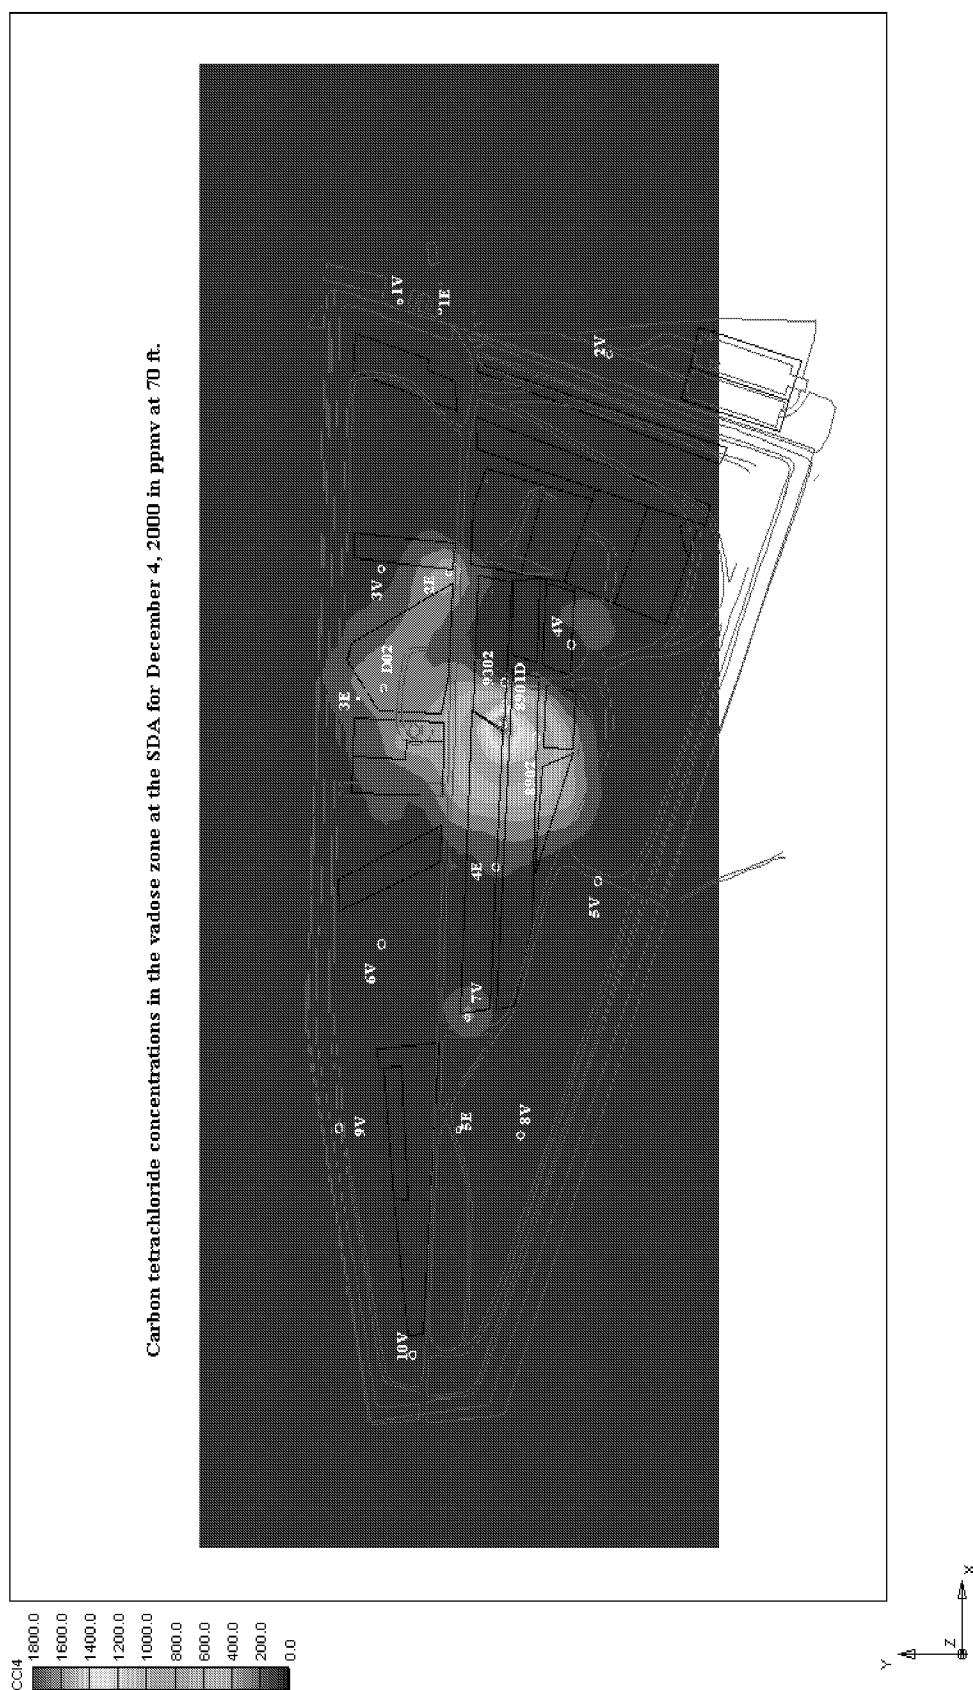 Carbon tetrachloride concentrations in the vadose zone at the SDA for December 4, 2000 in ppmv at 70 ft.
1V
1E
2V
3V
2E
D02
3E
4V
9302
8901D
8902
4E
5V
6V
7V
9V
5E
8V
10V
CCl4
1800.0
1600.0
1400.0
1200.0
1000.0
800.0
600.0
400.0
200.0
0.0
Y
Z
X